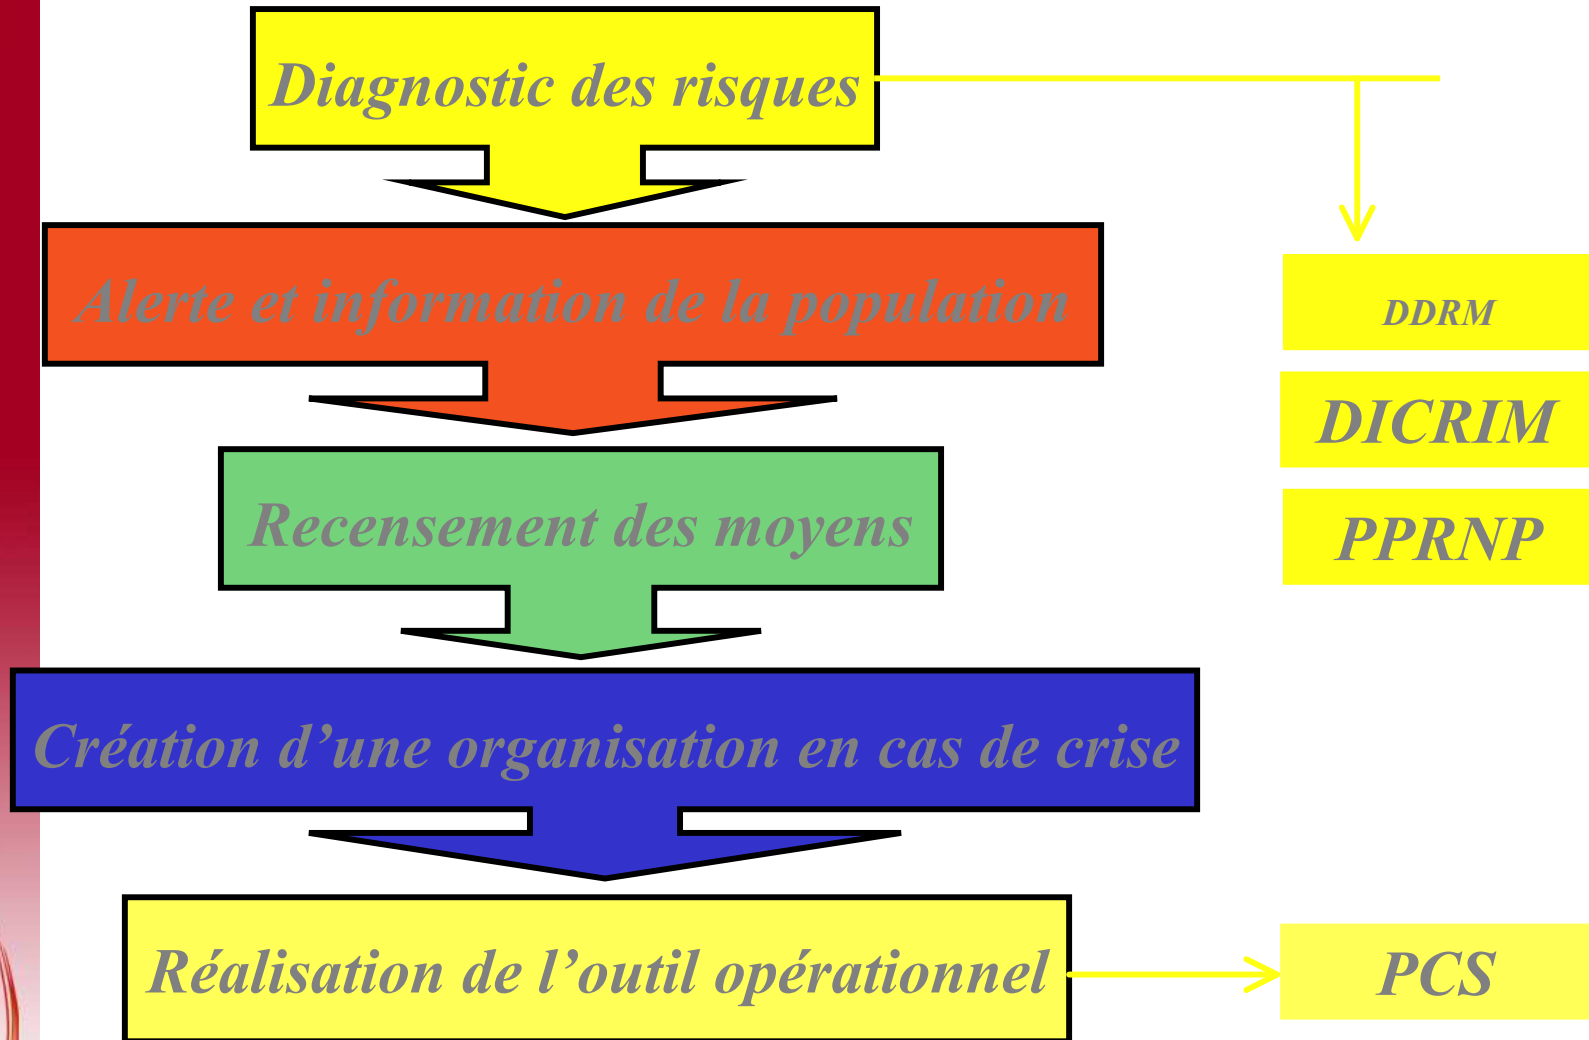 Diagnostic des risques
Alerte et information de la population
DDRM
DICRIM
Recensement des moyens
PPRNP
Création d’une organisation en cas de crise
Réalisation de l’outil opérationnel
PCS